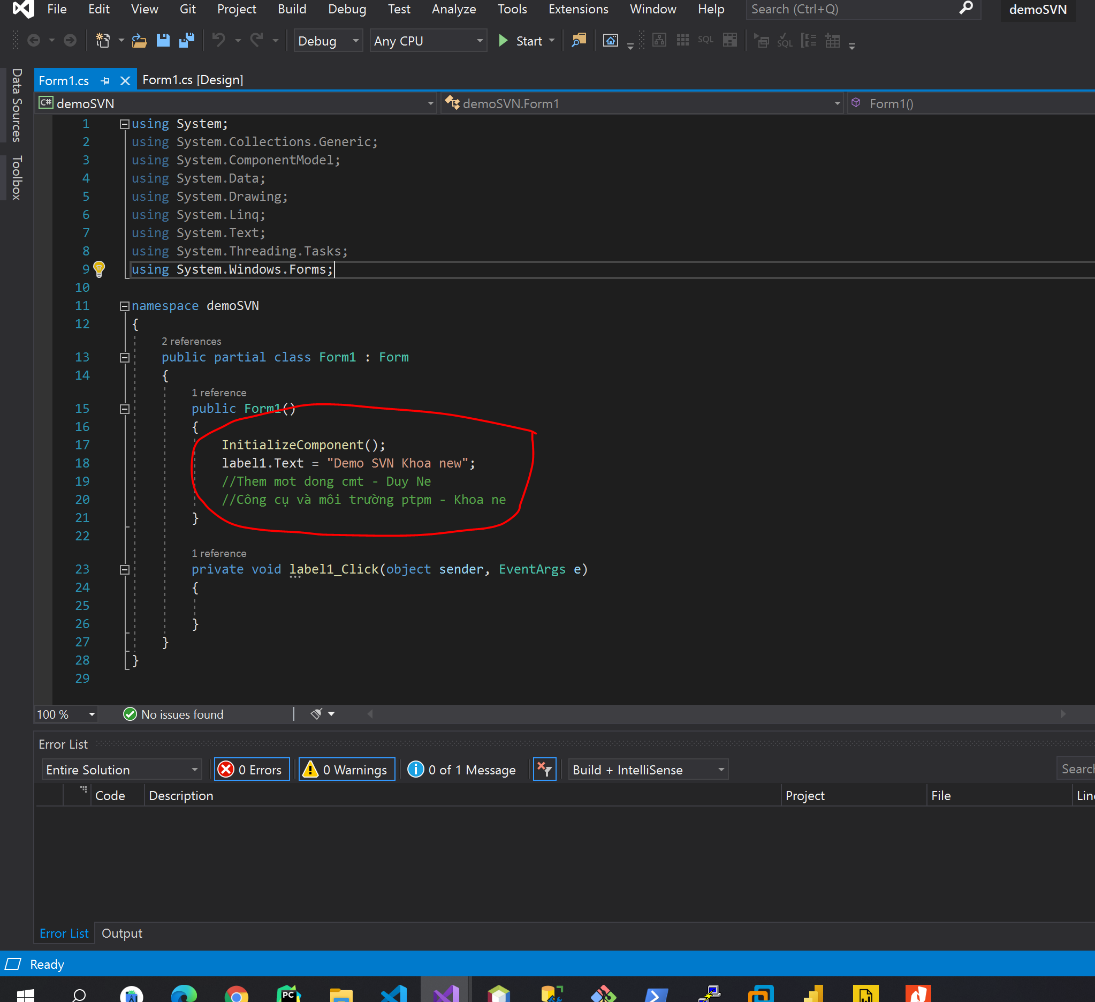 File Edit View Git Project Build Debug Test Analyze Tools Extensions Window Help Search (Ctrl+Q) demoSVN
Debug Any CPU Start
Form1.cs Form1.cs [Design]
Data Sources
Toolbox
C# demoSVN demoSVN.Form1 Form1()
1 using System;
2 using System.Collections.Generic;
3 using System.ComponentModel;
4 using System.Data;
5 using System.Drawing;
6 using System.Linq;
7 using System.Text;
8 using System.Threading.Tasks;
9 using System.Windows.Forms;
10
11 namespace demoSVN
12 {
2 references
13 public partial class Form1 : Form
14 {
1 reference
15 public Form1()
16 {
17 InitializeComponent();
18 label1.Text = "Demo SVN Khoa new";
19 //Them mot dong cmt - Duy Ne
20 //Công cụ và môi trường ptpm - Khoa ne
21 }
22
1 reference
23 private void label1_Click(object sender, EventArgs e)
24 {
25
26 }
27 }
28 }
29
100 % No issues found
Error List
Entire Solution 0 Errors 0 Warnings 0 of 1 Message Build + IntelliSense Searc
Code Description Project File Lin
Error List Output
Ready